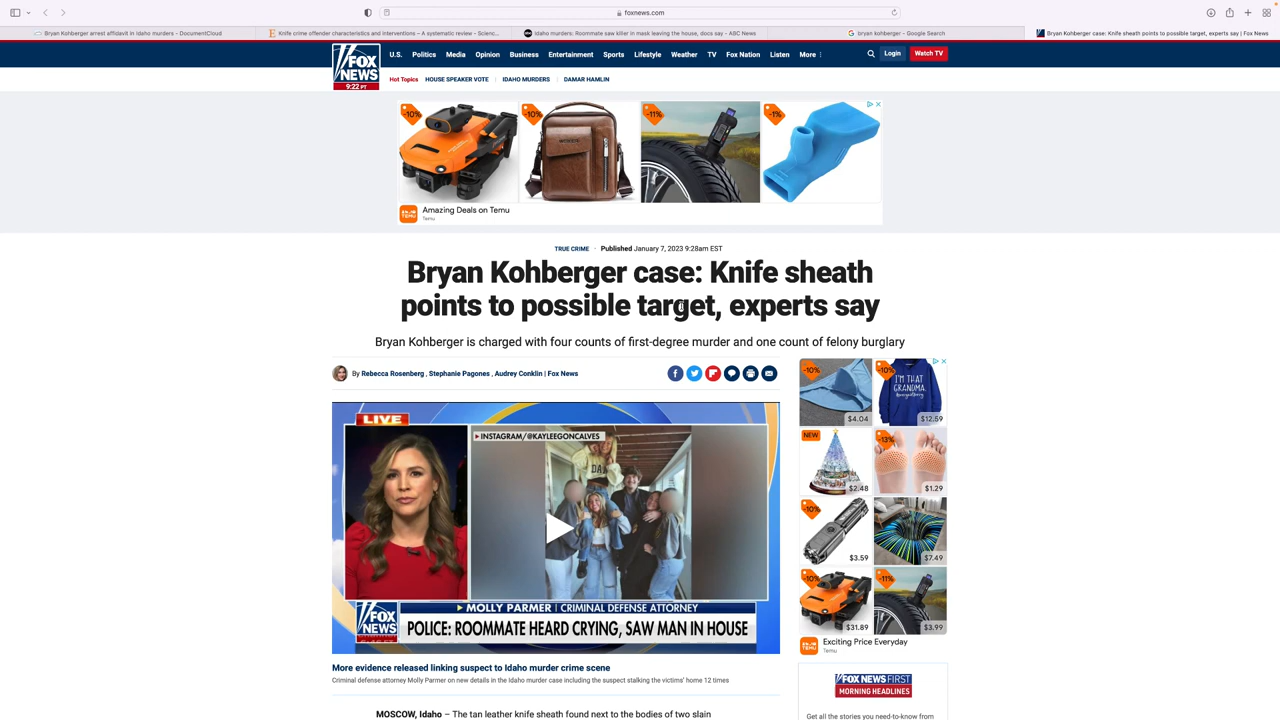 foxnews.com
Bryan Kohberger arrest affidavit in idaho murders - DocumentCloud
Knife crime offender characteristics and interventions – A systematic review - Scienc...
Idaho murders: Roommate saw killer in mask leaving the house, docs say - ABC News
bryan kohberger - Google Search
Bryan Kohberger case: Knife sheath points to possible target, experts say | Fox News
FOX NEWS
9:22 PT
U.S. Politics Media Opinion Business Entertainment Sports Lifestyle Weather TV Fox Nation Listen More
Login
Watch TV
Hot Topics HOUSE SPEAKER VOTE IDAHO MURDERS DAMAR HAMLIN
-10%
-10%
-11%
-1%
TEMU
Amazing Deals on Temu
Temu
TRUE CRIME · Published January 7, 2023 9:28am EST
Bryan Kohberger case: Knife sheath
points to possible target, experts say
Bryan Kohberger is charged with four counts of first-degree murder and one count of felony burglary
By Rebecca Rosenberg , Stephanie Pagones , Audrey Conklin | Fox News
LIVE
INSTAGRAM/@KAYLEEGONCALVES
MOLLY PARMER | CRIMINAL DEFENSE ATTORNEY
FOX NEWS
POLICE: ROOMMATE HEARD CRYING, SAW MAN IN HOUSE
More evidence released linking suspect to Idaho murder crime scene
Criminal defense attorney Molly Parmer on new details in the Idaho murder case including the suspect stalking the victims' home 12 times
MOSCOW, Idaho – The tan leather knife sheath found next to the bodies of two slain
-10%
$4.04
-10%
I'M THAT
GRANDMA,
$12.59
NEW
$2.48
-13%
$1.29
-10%
$3.59
$7.49
-10%
$31.89
-11%
$3.99
TEMU
Exciting Price Everyday
Temu
FOX NEWS FIRST
MORNING HEADLINES
Get all the stories you need-to-know from